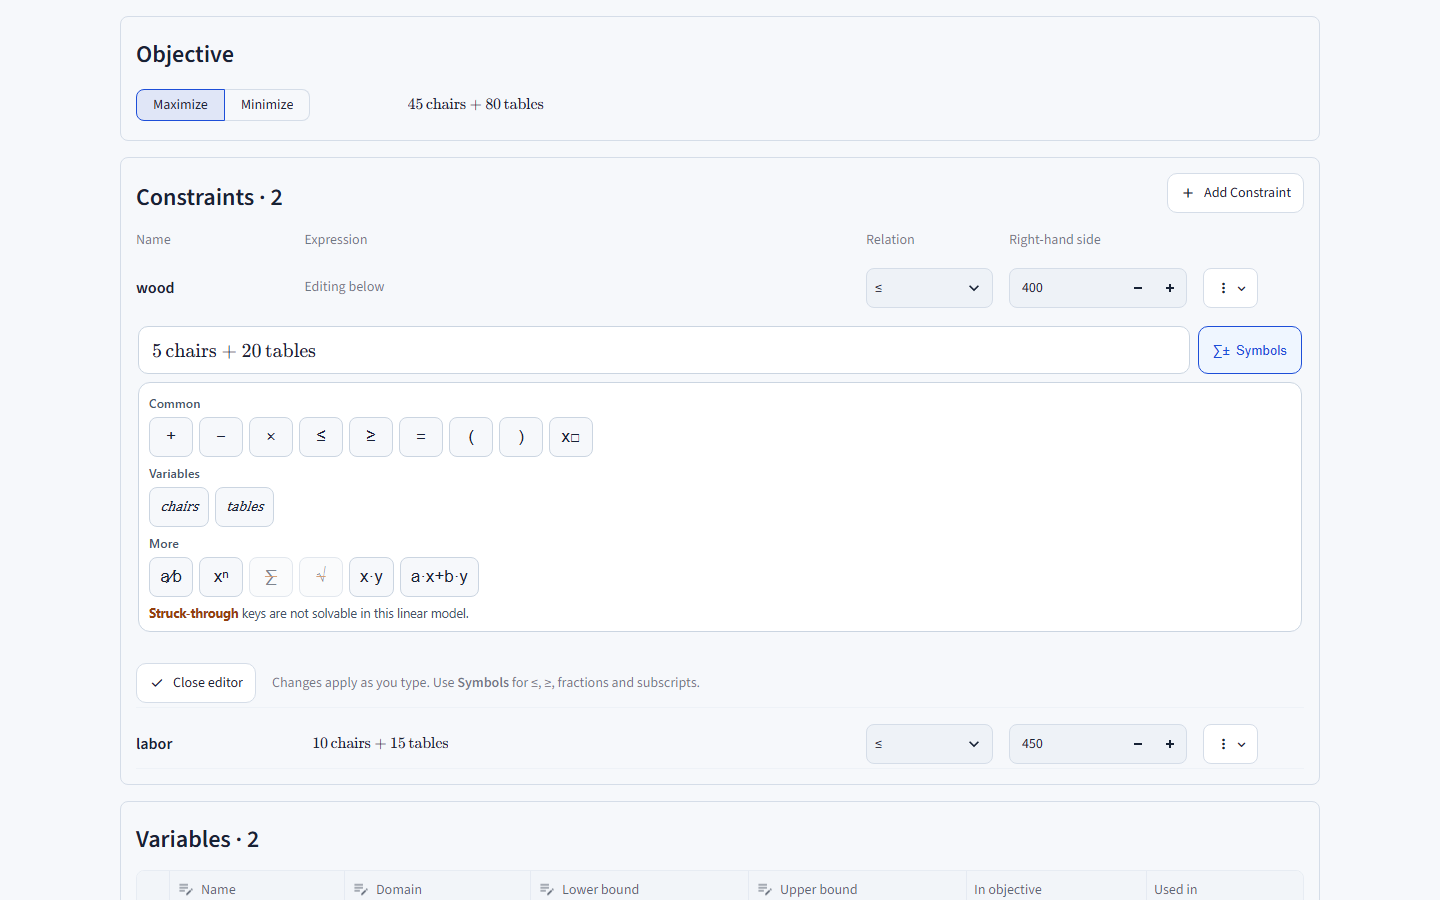 Objective
Maximize Minimize 45 chairs + 80 tables
Constraints · 2
+ Add Constraint
Name Expression Relation Right-hand side
wood Editing below ≤ 400 − +
5 chairs + 20 tables
∑± Symbols
Common
+ − × ≤ ≥ = ( ) x□
Variables
chairs tables
More
a⁄b xⁿ ∑ √ x·y a·x+b·y
Struck-through keys are not solvable in this linear model.
Close editor Changes apply as you type. Use Symbols for ≤, ≥, fractions and subscripts.
labor 10 chairs + 15 tables ≤ 450 − +
Variables · 2
Name Domain Lower bound Upper bound In objective Used in